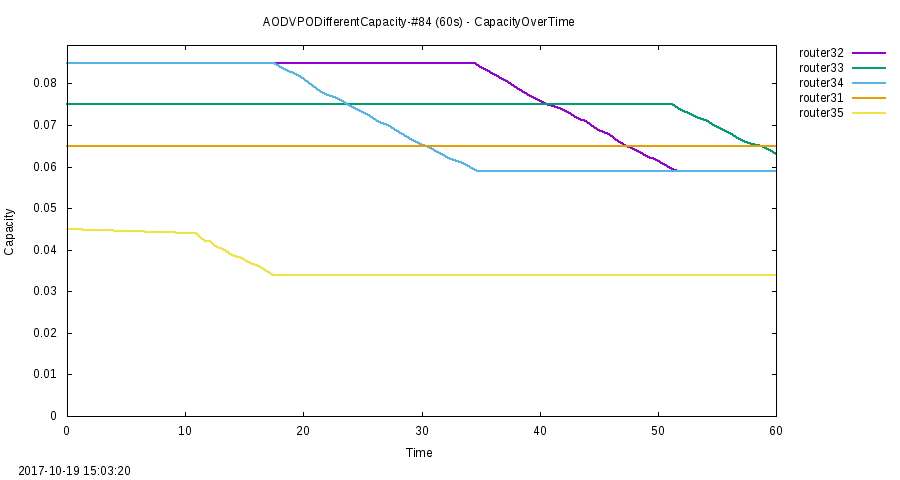 AODVPODifferentCapacity-#84 (60s) - CapacityOverTime
router32
router33
router34
router31
router35
0.08
0.07
0.06
0.05
0.04
0.03
0.02
0.01
0
Capacity
0 10 20 30 40 50 60
Time
2017-10-19 15:03:20